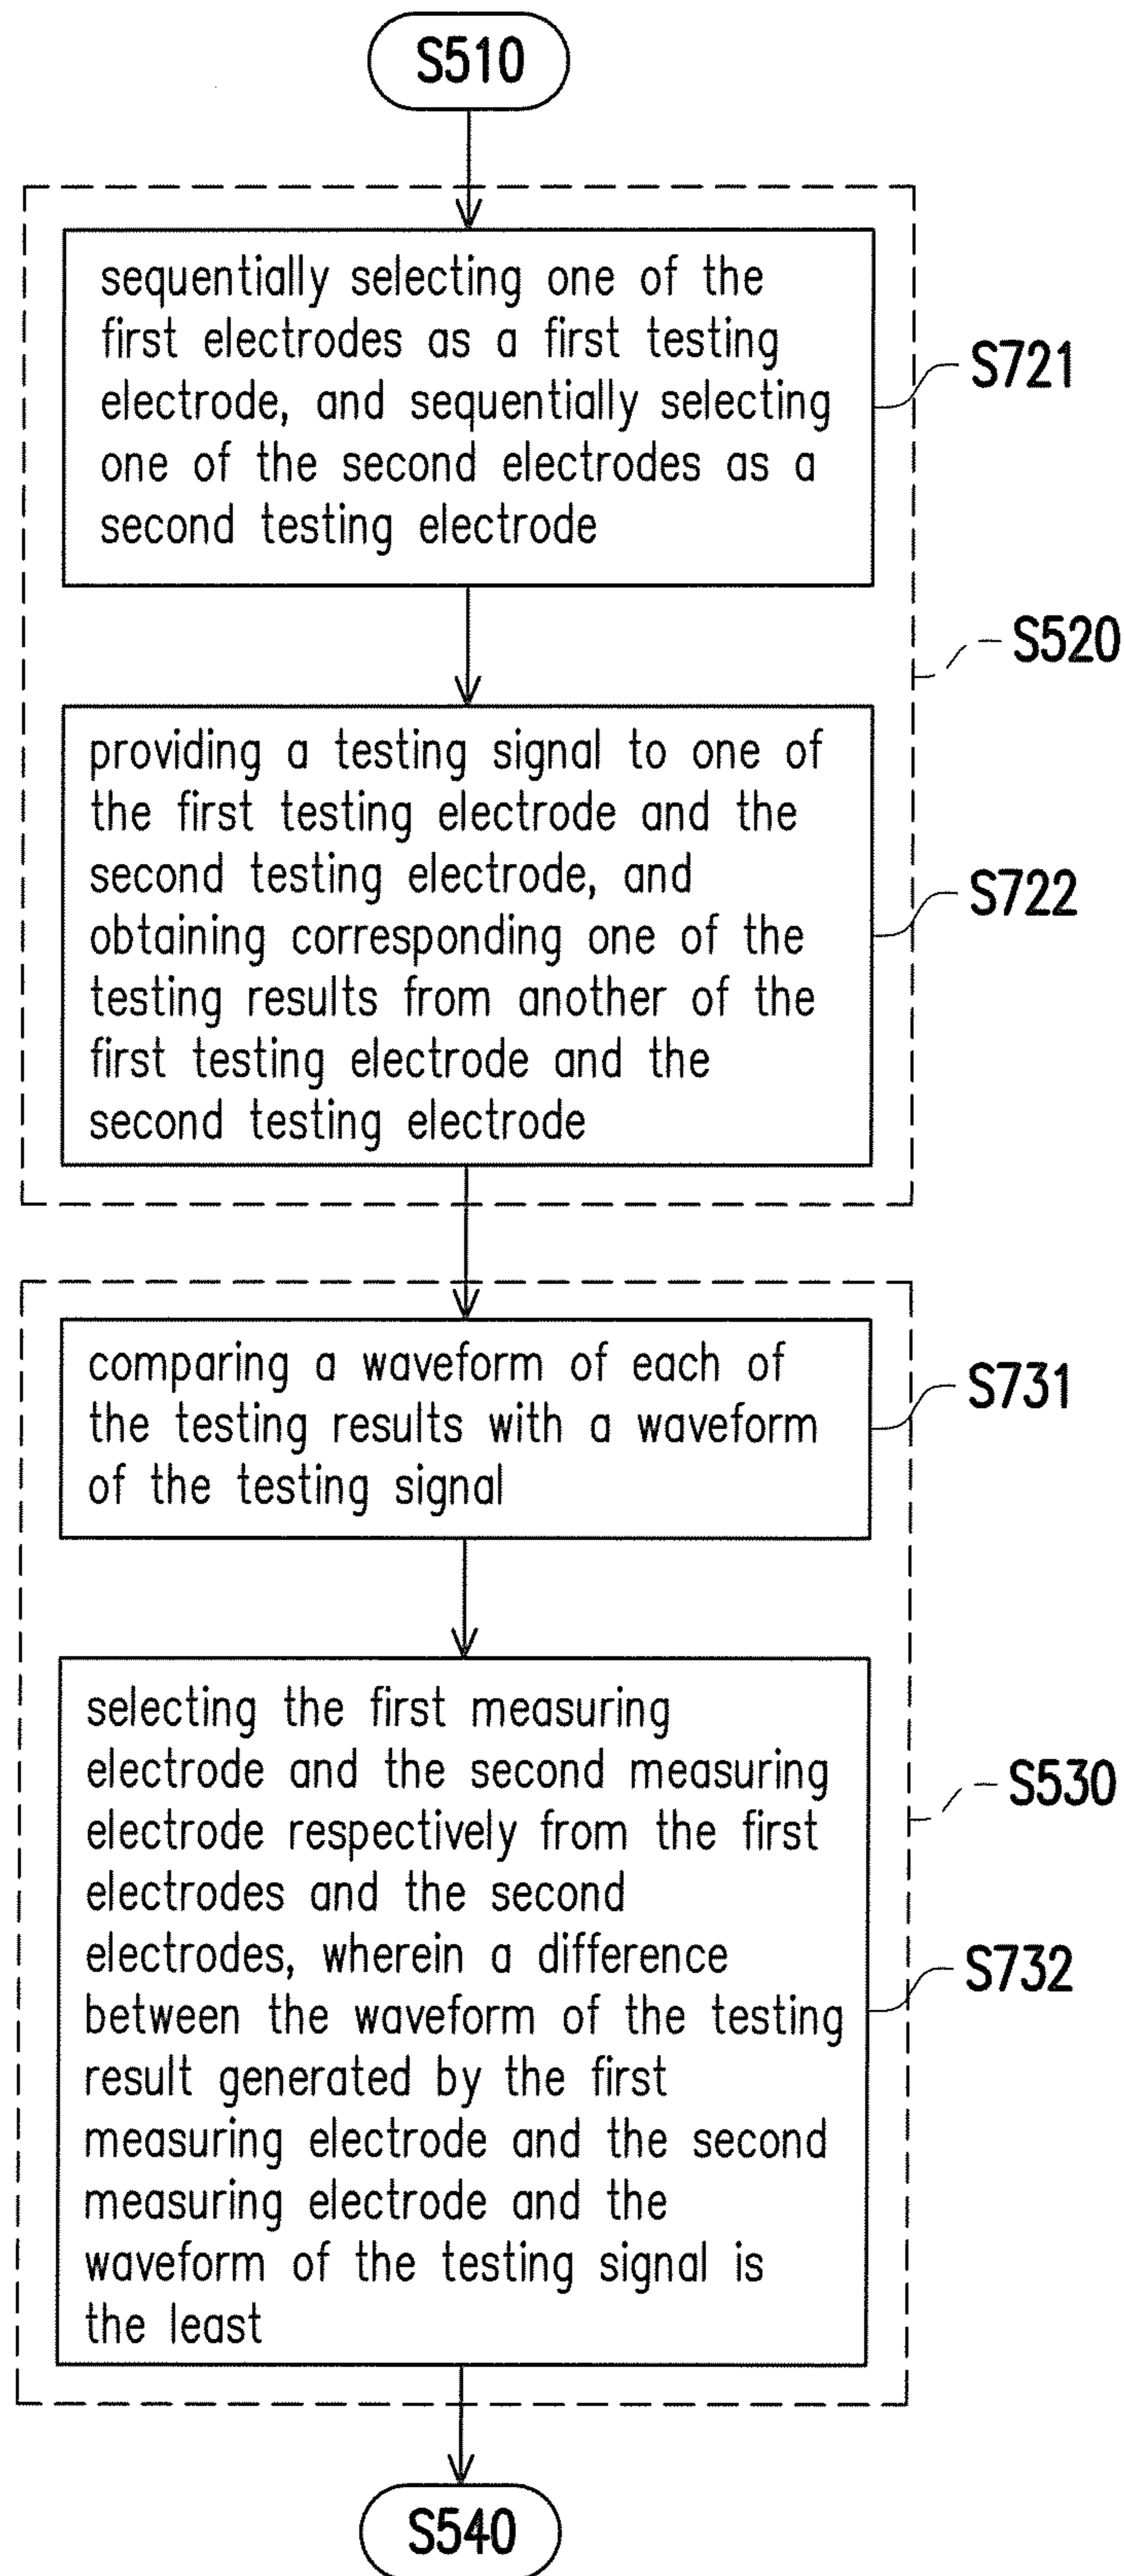 S510
sequentially selecting one of the
first electrodes as a first testing
electrode, and sequentially selecting
one of the second electrodes as a
second testing electrode
S721
S520
providing a testing signal to one of
the first testing electrode and the
second testing electrode, and
obtaining corresponding one of the
testing results from another of the
first testing electrode and the
second testing electrode
S722
comparing a waveform of each of
the testing results with a waveform
of the testing signal
S731
selecting the first measuring
electrode and the second measuring
electrode respectively from the first
electrodes and the second
electrodes, wherein a difference
between the waveform of the testing
result generated by the first
measuring electrode and the second
measuring electrode and the
waveform of the testing signal is
the least
S530
S732
S540